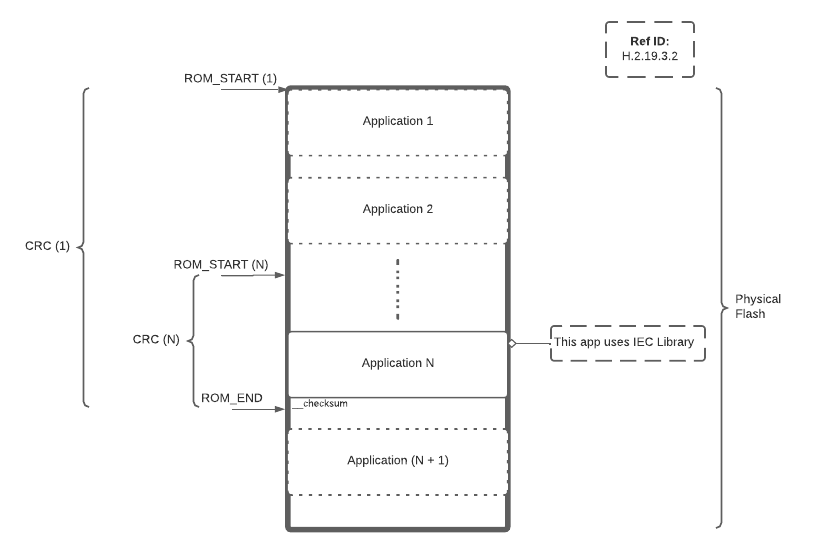 Ref ID:
H.2.19.3.2
ROM_START (1)
Application 1
Application 2
CRC (1)
ROM_START (N)
Physical
Flash
CRC (N)
This app uses IEC Library
Application N
ROM_END
__checksum
Application (N + 1)